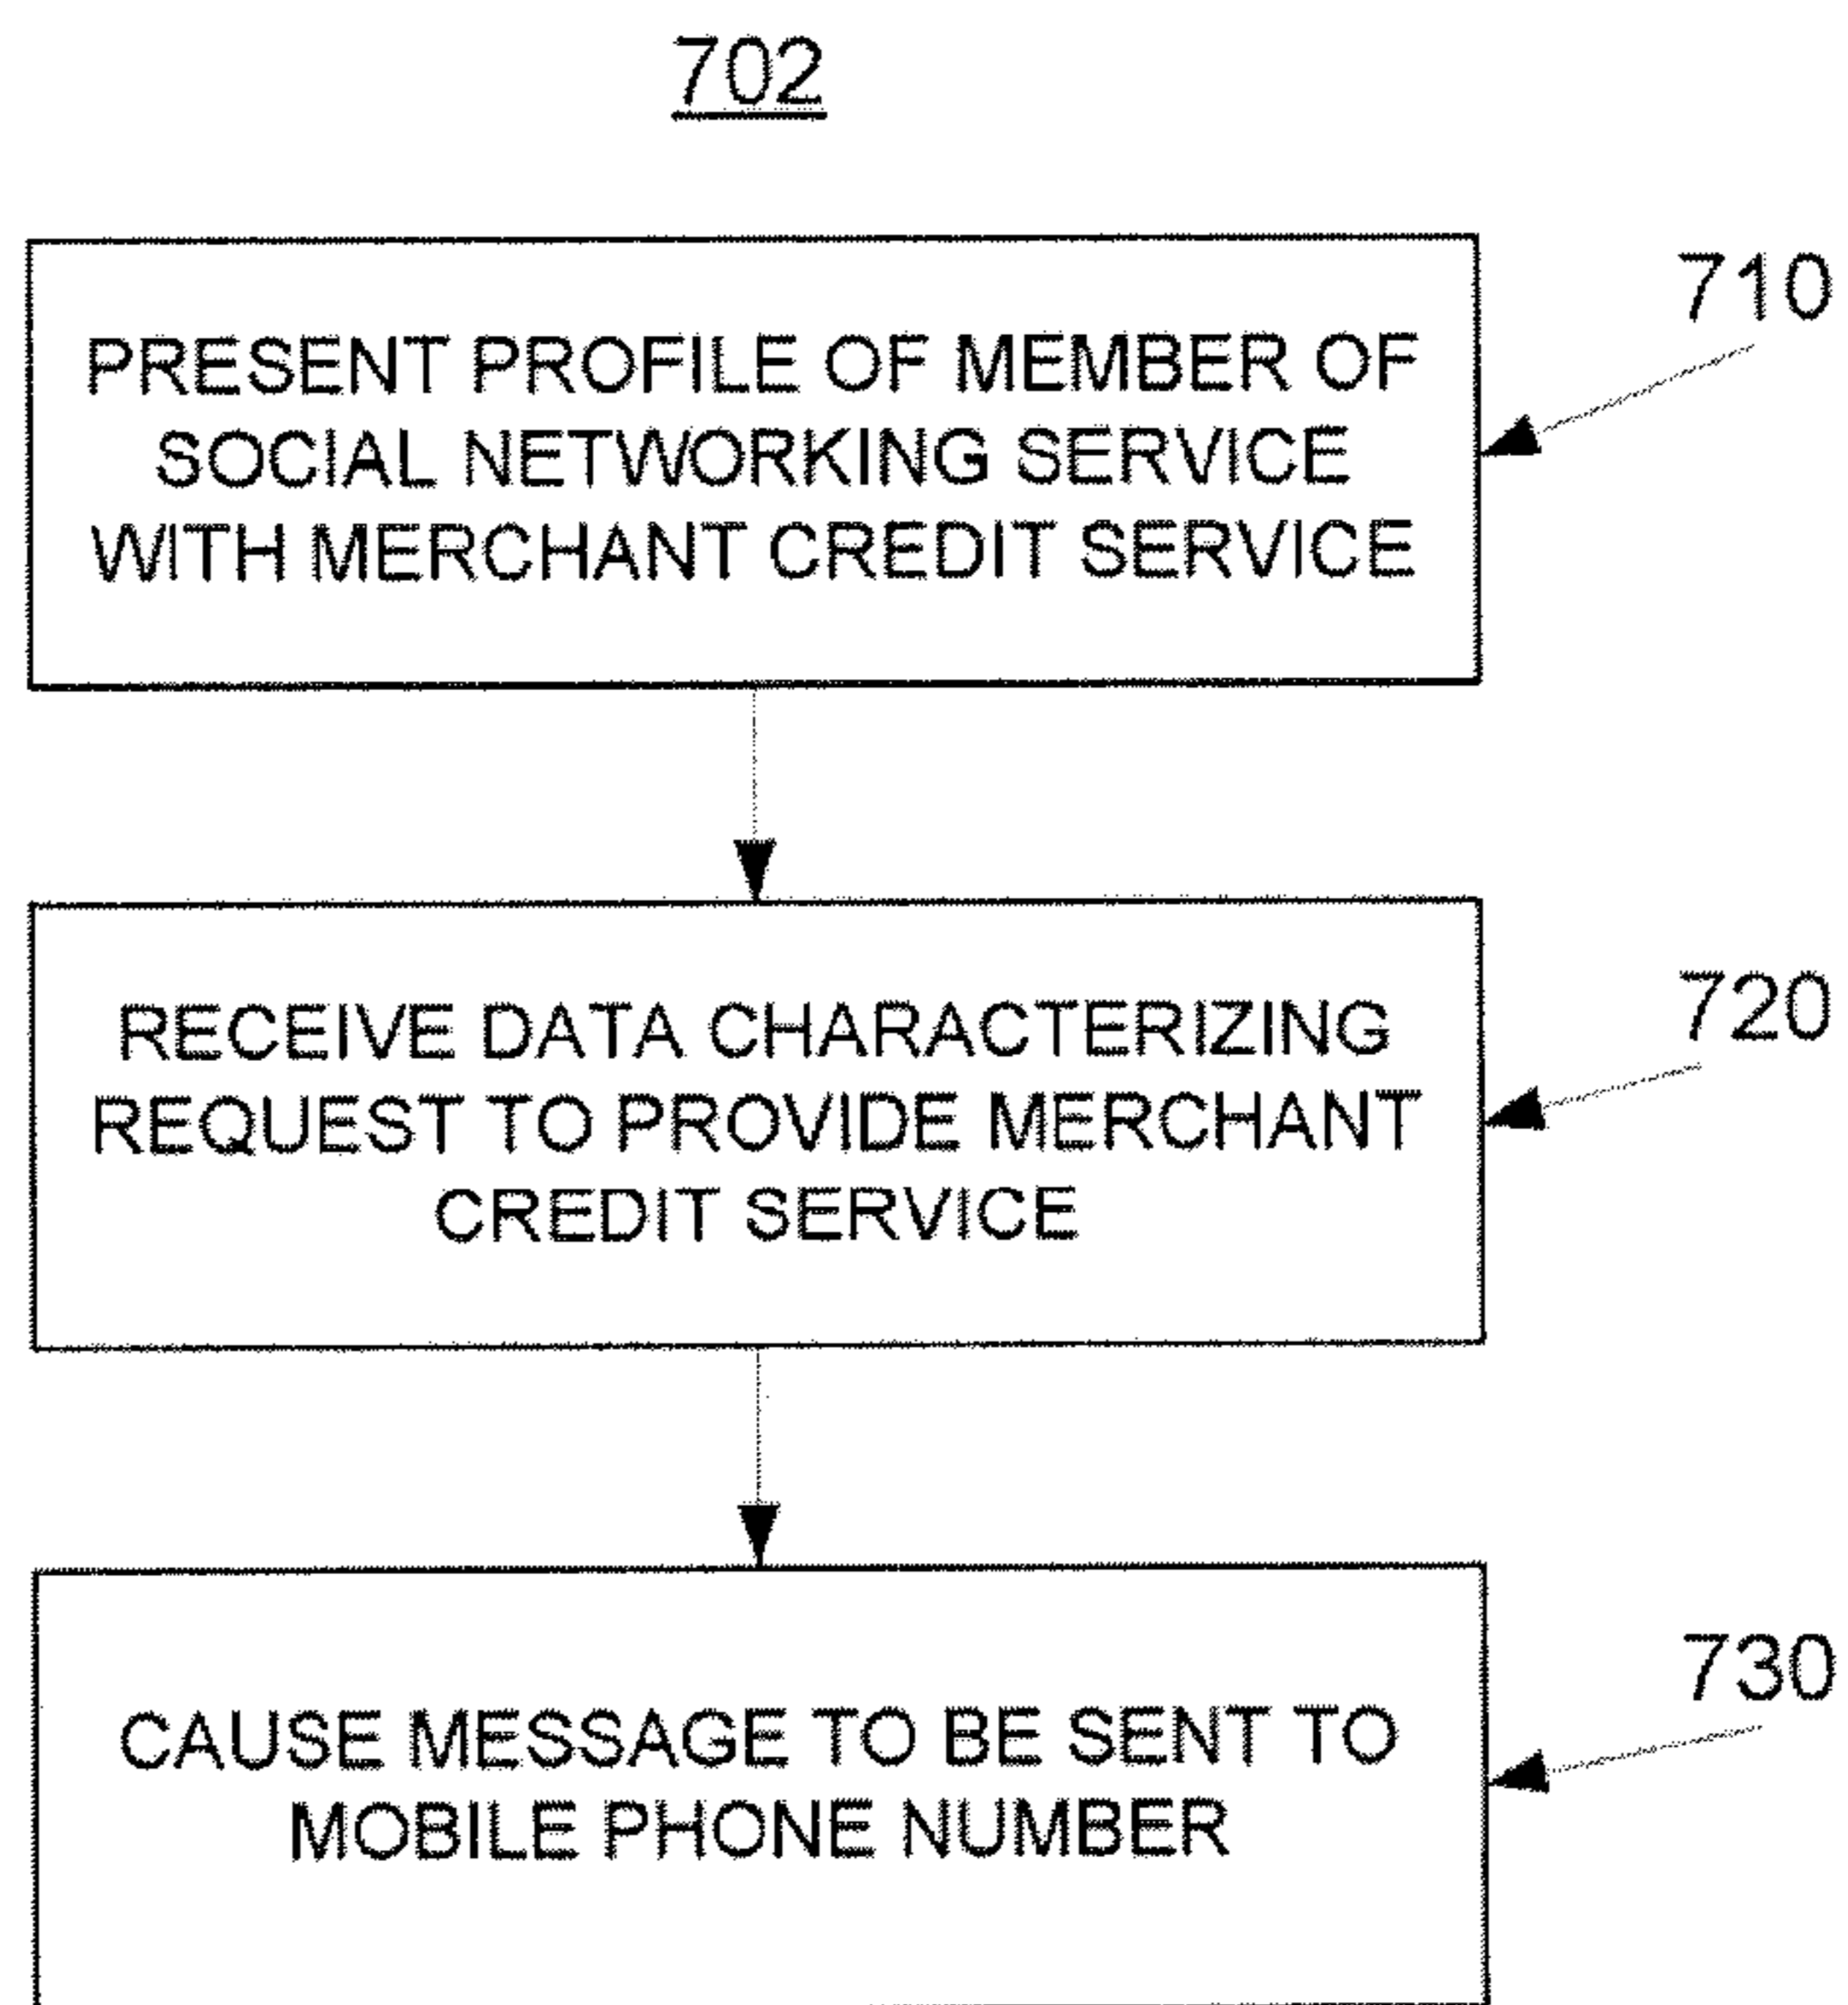 702
PRESENT PROFILE OF MEMBER OF
SOCIAL NETWORKING SERVICE
WITH MERCHANT CREDIT SERVICE
710
RECEIVE DATA CHARACTERIZING
REQUEST TO PROVIDE MERCHANT
CREDIT SERVICE
720
CAUSE MESSAGE TO BE SENT TO
MOBILE PHONE NUMBER
730